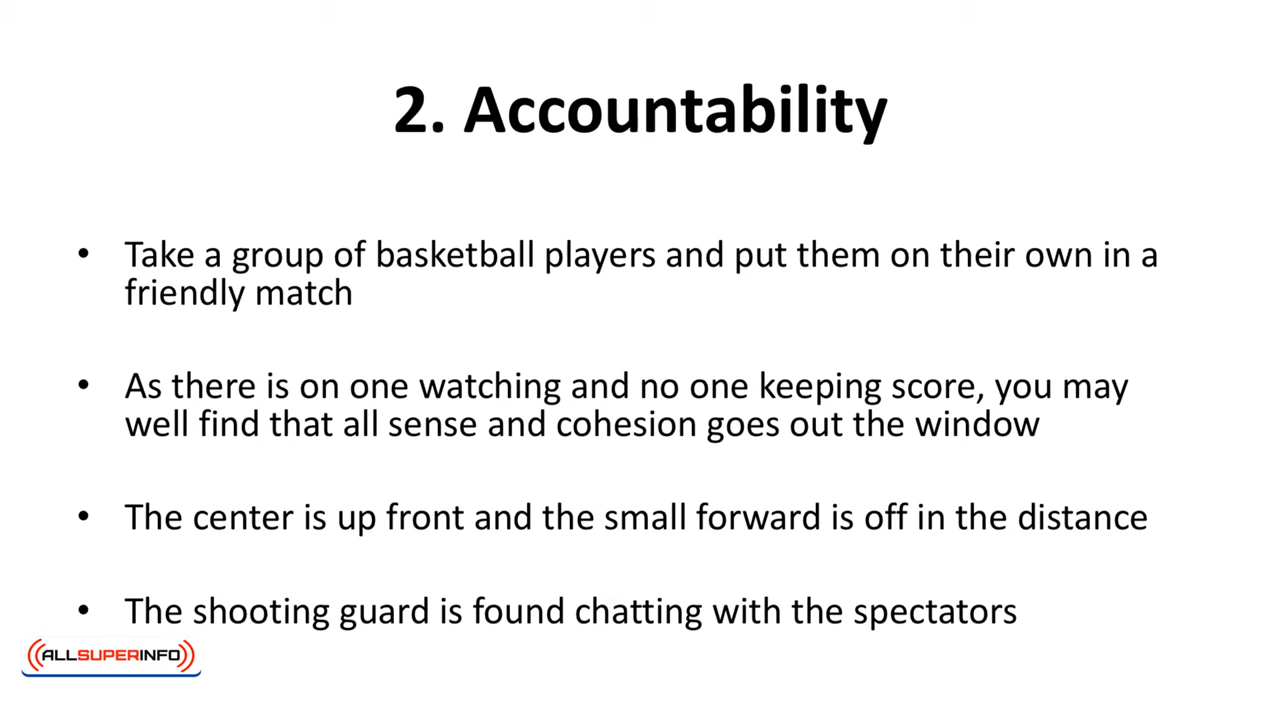 2. Accountability
• Take a group of basketball players and put them on their own in a
friendly match
• As there is on one watching and no one keeping score, you may
well find that all sense and cohesion goes out the window
• The center is up front and the small forward is off in the distance
• The shooting guard is found chatting with the spectators
ALLSUPERINFO